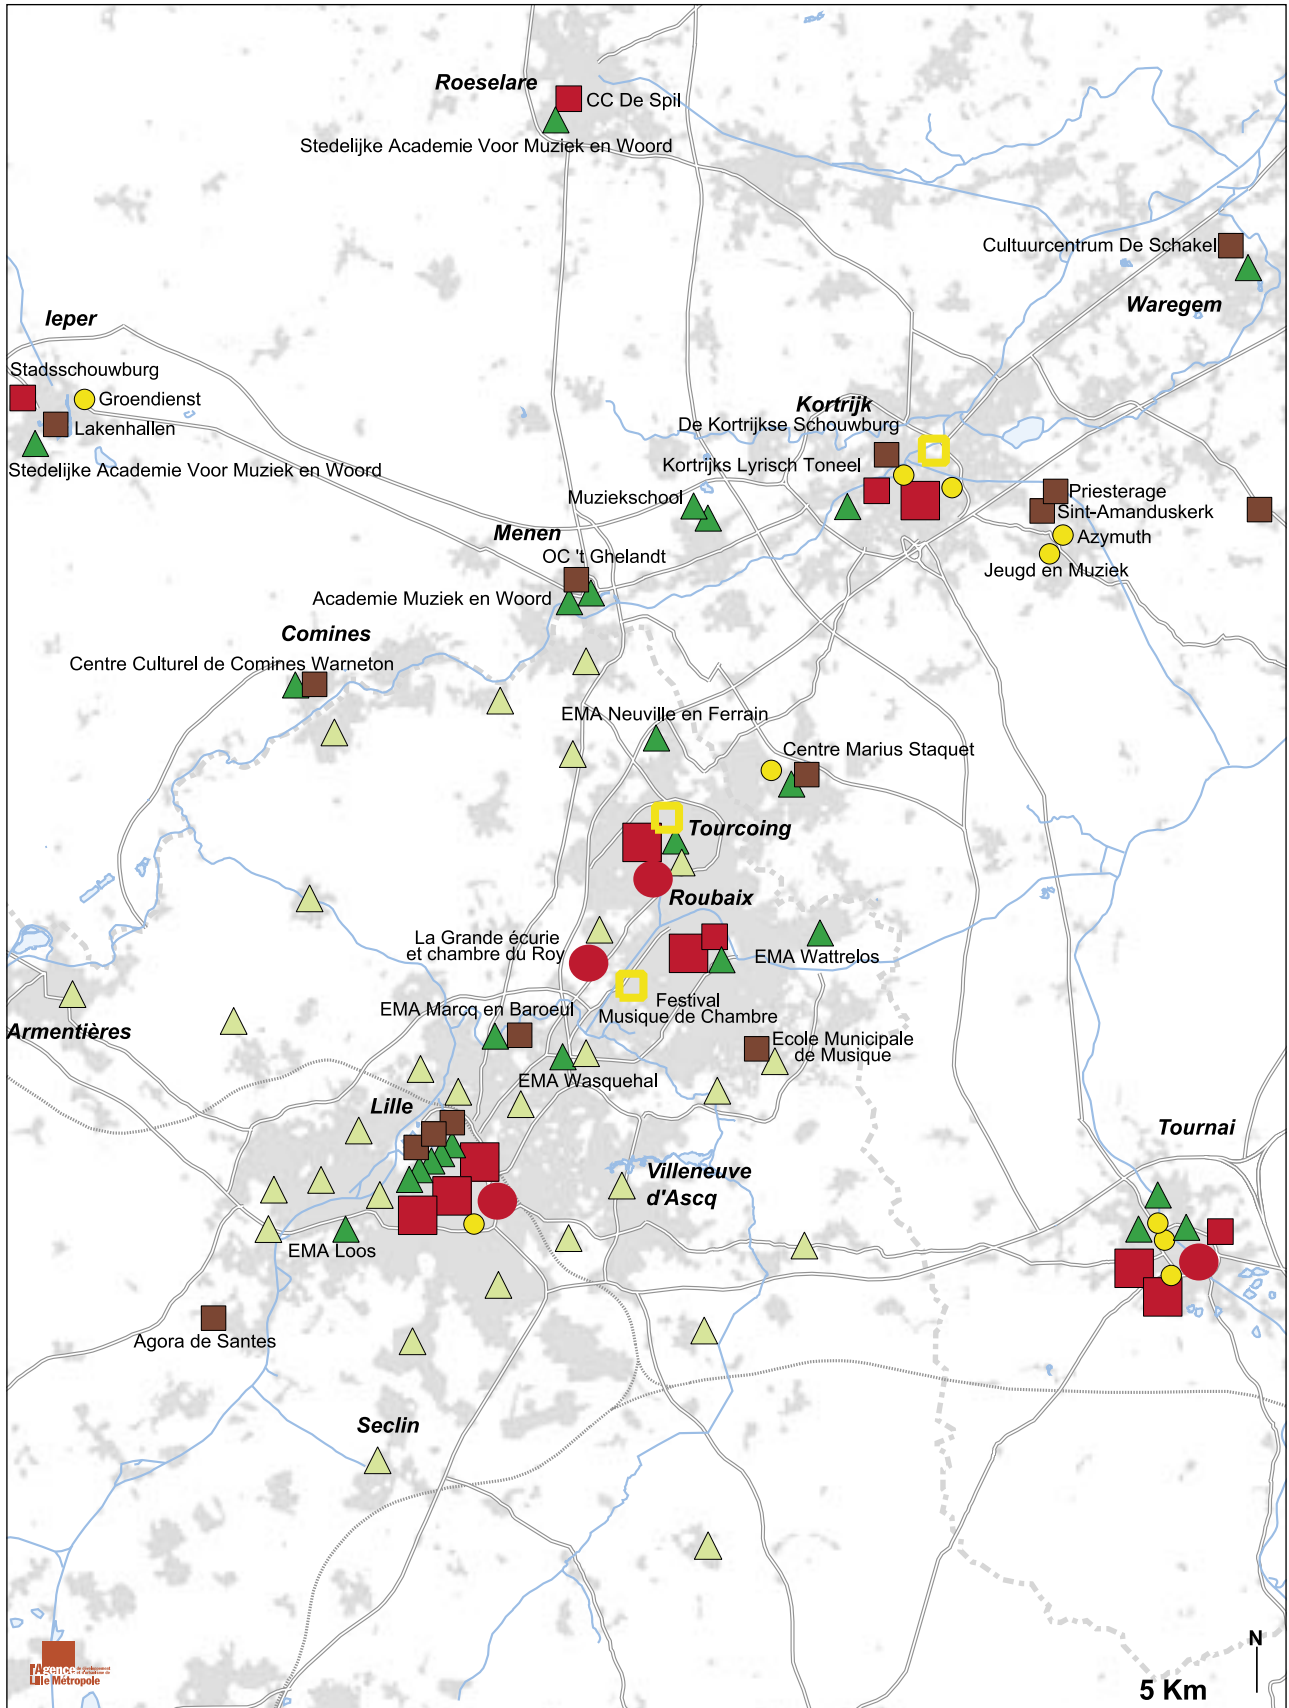 Roeselare
CC De Spil
Stedelijke Academie Voor Muziek en Woord
Cultuurcentrum De Schakel
Waregem
Ieper
Stadsschouwburg
Groendienst
Lakenhallen
Stedelijke Academie Voor Muziek en Woord
Kortrijk
De Kortrijkse Schouwburg
Kortrijks Lyrisch Toneel
Muziekschool
Priesterage
Sint-Amanduskerk
Azymuth
Jeugd en Muziek
Menen
OC 't Ghelandt
Academie Muziek en Woord
Comines
Centre Culturel de Comines Warneton
EMA Neuville en Ferrain
Centre Marius Staquet
Tourcoing
Roubaix
La Grande écurie
et chambre du Roy
EMA Wattrelos
Festival
Musique de Chambre
EMA Marcq en Baroeul
Armentières
Ecole Municipale
de Musique
EMA Wasquehal
Lille
Tournai
Villeneuve
d'Ascq
EMA Loos
Agora de Santes
Seclin
N
5 Km
l'Agence
Lille Métropole